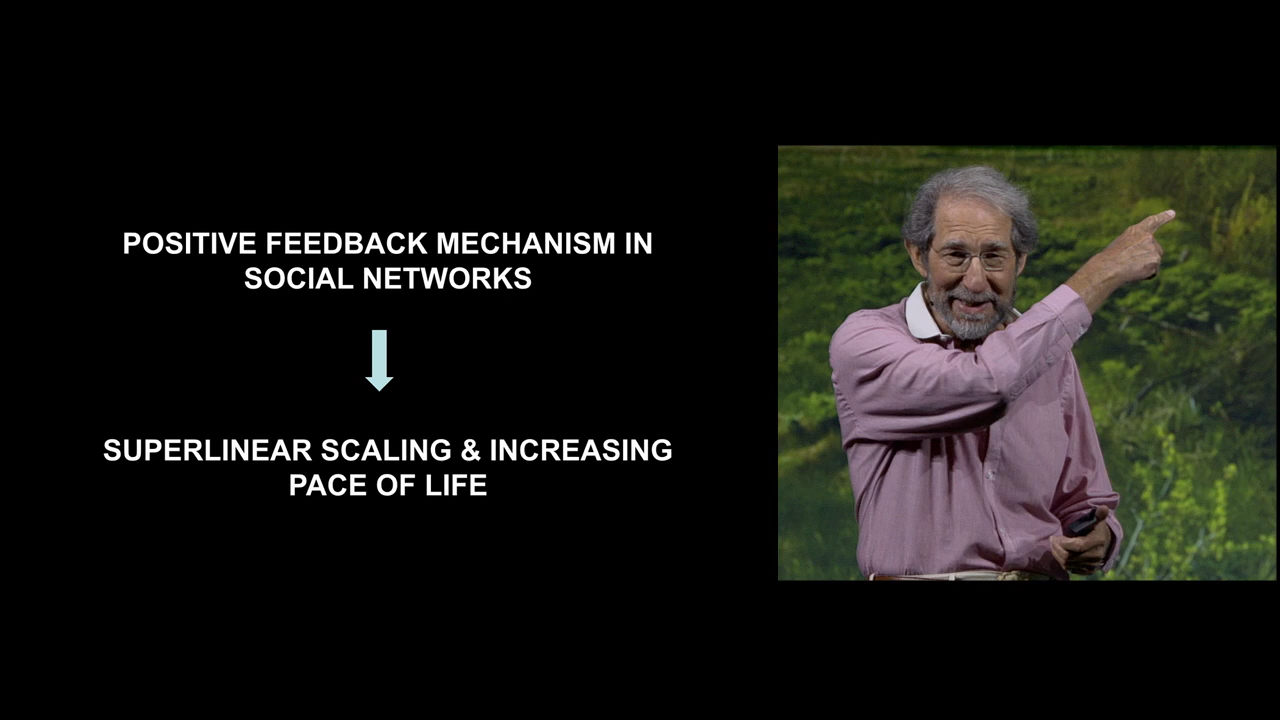 POSITIVE FEEDBACK MECHANISM IN
SOCIAL NETWORKS
SUPERLINEAR SCALING & INCREASING
PACE OF LIFE